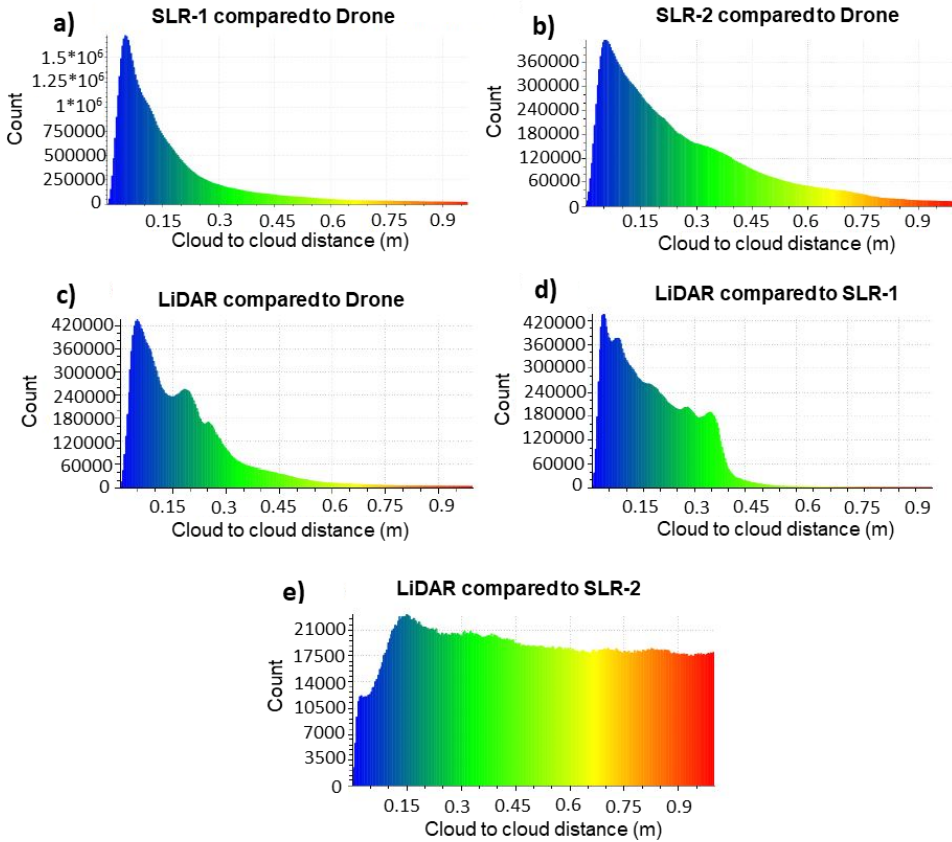 a)
SLR-1 compared to Drone
Count
1.5*10⁶
1.25*10⁶
1*10⁶
750000
500000
250000
0
0.15 0.3 0.45 0.6 0.75 0.9
Cloud to cloud distance (m)
b)
SLR-2 compared to Drone
Count
360000
300000
240000
180000
120000
60000
0
0.15 0.3 0.45 0.6 0.75 0.9
Cloud to cloud distance (m)
c)
LiDAR compared to Drone
Count
420000
360000
300000
240000
180000
120000
60000
0
0.15 0.3 0.45 0.6 0.75 0.9
Cloud to cloud distance (m)
d)
LiDAR compared to SLR-1
Count
420000
360000
300000
240000
180000
120000
60000
0
0.15 0.3 0.45 0.6 0.75 0.9
Cloud to cloud distance (m)
e)
LiDAR compared to SLR-2
Count
21000
17500
14000
10500
7000
3500
0
0.15 0.3 0.45 0.6 0.75 0.9
Cloud to cloud distance (m)